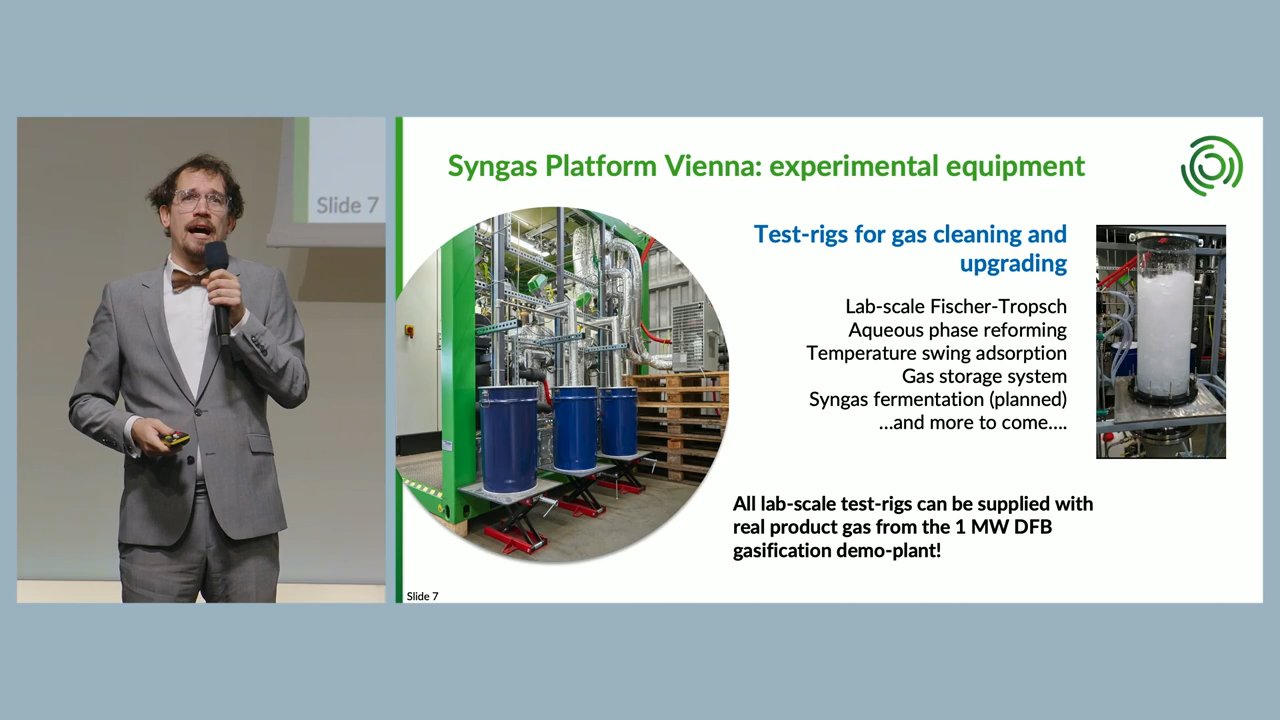 Slide 7
Syngas Platform Vienna: experimental equipment
Test-rigs for gas cleaning and
upgrading
Lab-scale Fischer-Tropsch
Aqueous phase reforming
Temperature swing adsorption
Gas storage system
Syngas fermentation (planned)
...and more to come....
All lab-scale test-rigs can be supplied with
real product gas from the 1 MW DFB
gasification demo-plant!
Slide 7